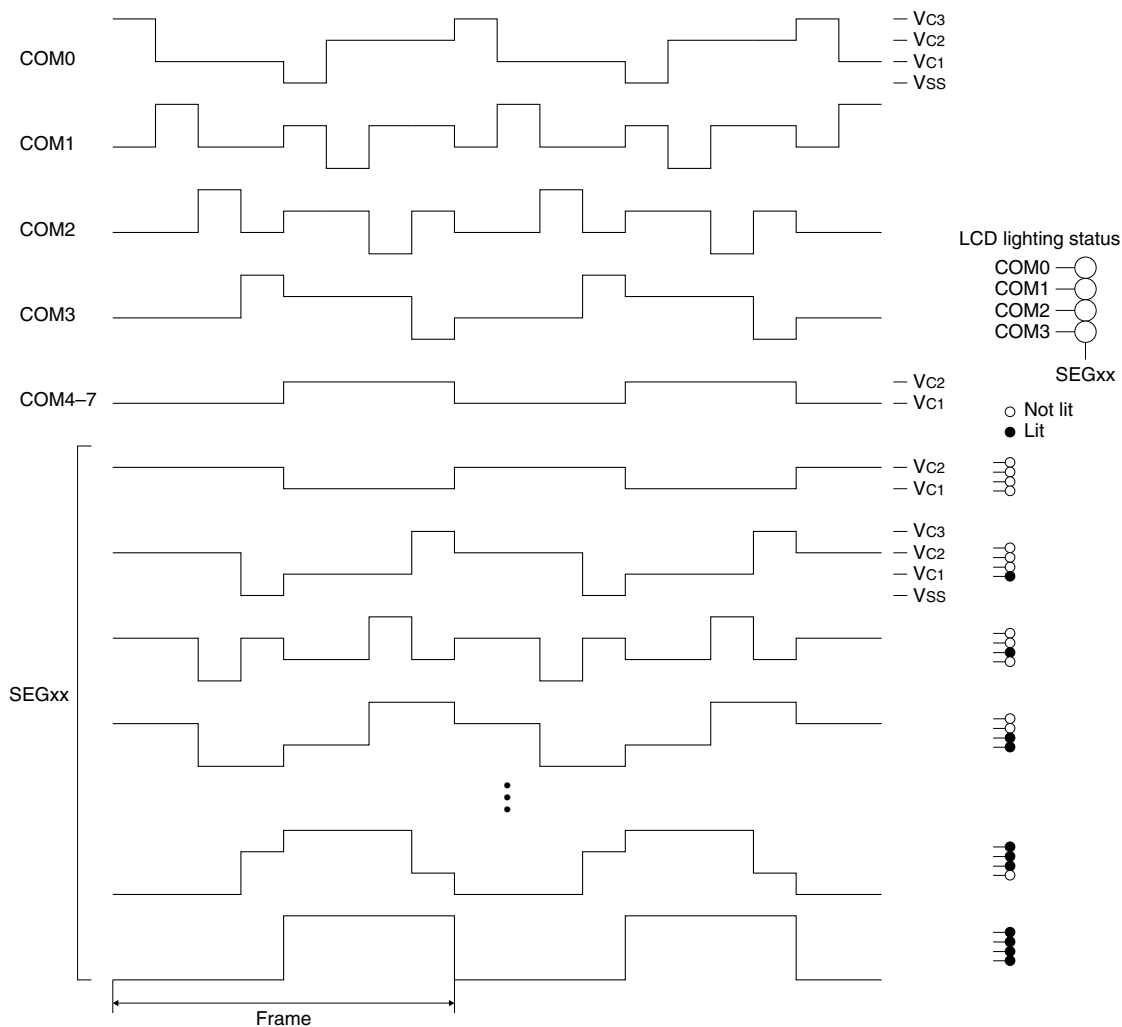 VC3
VC2
COM0
VC1
VSS
COM1
COM2
LCD lighting status
COM0
COM1
COM2
COM3
SEGxx
COM3
VC2
COM4–7
VC1
Not lit
Lit
VC2
VC1
VC3
VC2
VC1
VSS
SEGxx
Frame